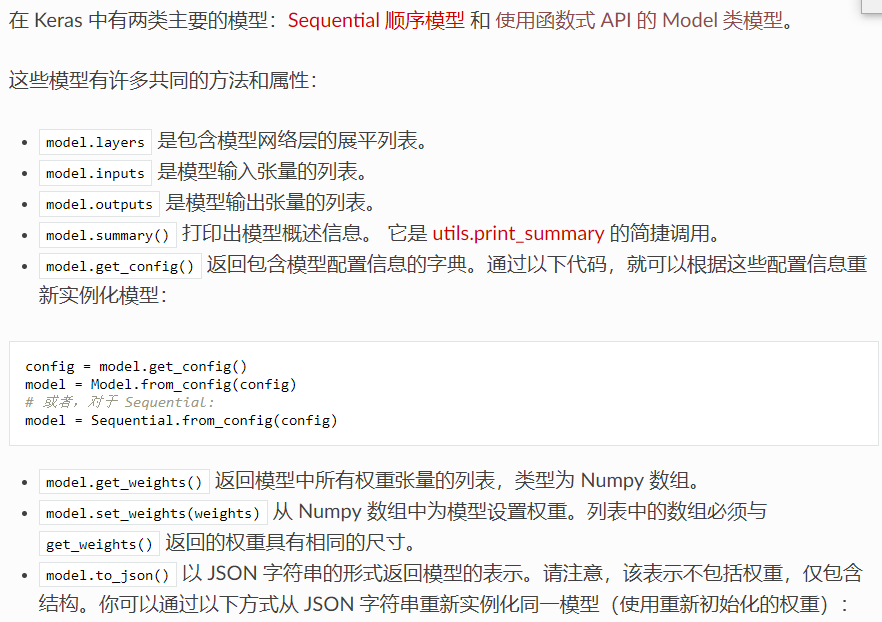 在 Keras 中有两类主要的模型：Sequential 顺序模型 和 使用函数式 API 的 Model 类模型。
这些模型有许多共同的方法和属性：
• model.layers 是包含模型网络层的展平列表。
• model.inputs 是模型输入张量的列表。
• model.outputs 是模型输出张量的列表。
• model.summary() 打印出模型概述信息。 它是 utils.print_summary 的简捷调用。
• model.get_config() 返回包含模型配置信息的字典。通过以下代码，就可以根据这些配置信息重
新实例化模型：
config = model.get_config()
model = Model.from_config(config)
# 或者，对于 Sequential:
model = Sequential.from_config(config)
• model.get_weights() 返回模型中所有权重张量的列表，类型为 Numpy 数组。
• model.set_weights(weights) 从 Numpy 数组中为模型设置权重。列表中的数组必须与
get_weights() 返回的权重具有相同的尺寸。
• model.to_json() 以 JSON 字符串的形式返回模型的表示。请注意，该表示不包括权重，仅包含
结构。你可以通过以下方式从 JSON 字符串重新实例化同一模型（使用重新初始化的权重）：